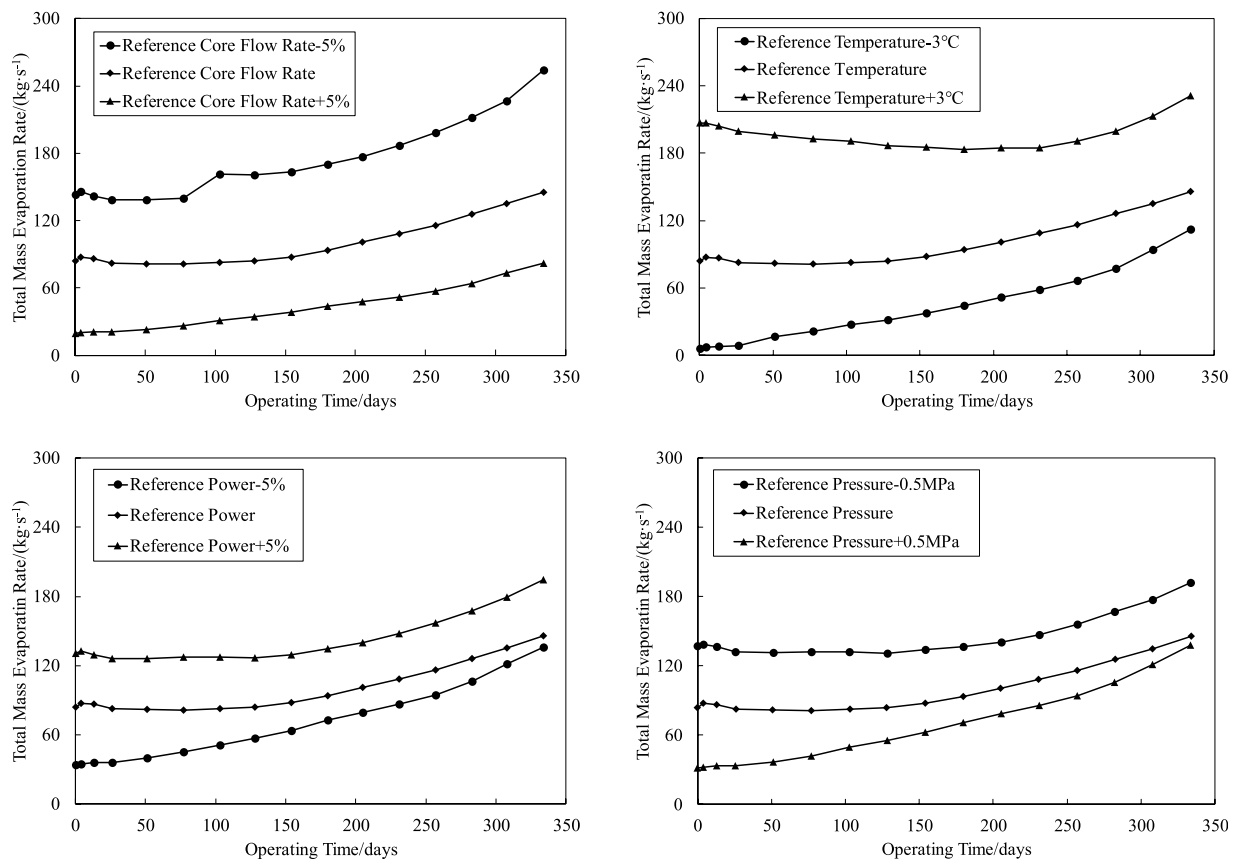 Total Mass Evaporation Rate/(kg·s⁻¹)
300
240
180
120
60
0
Reference Core Flow Rate-5%
Reference Core Flow Rate
Reference Core Flow Rate+5%
0 50 100 150 200 250 300 350
Operating Time/days
Total Mass Evaporatin Rate/(kg·s⁻¹)
300
240
180
120
60
0
Reference Temperature-3°C
Reference Temperature
Reference Temperature+3°C
0 50 100 150 200 250 300 350
Operating Time/days
Total Mass Evaporatin Rate/(kg·s⁻¹)
300
240
180
120
60
0
Reference Power-5%
Reference Power
Reference Power+5%
0 50 100 150 200 250 300 350
Operating Time/days
Total Mass Evaporatin Rate/(kg·s⁻¹)
300
240
180
120
60
0
Reference Pressure-0.5MPa
Reference Pressure
Reference Pressure+0.5MPa
0 50 100 150 200 250 300 350
Operating Time/days